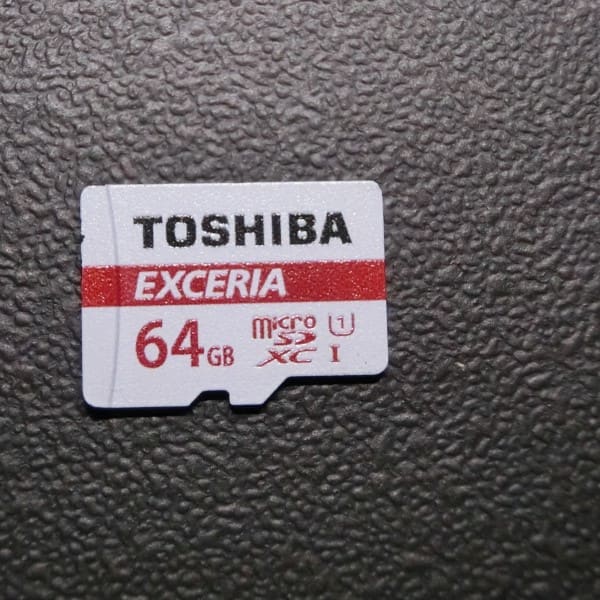 TOSHIBA
EXCERIA
64GB micro SD XC I U1